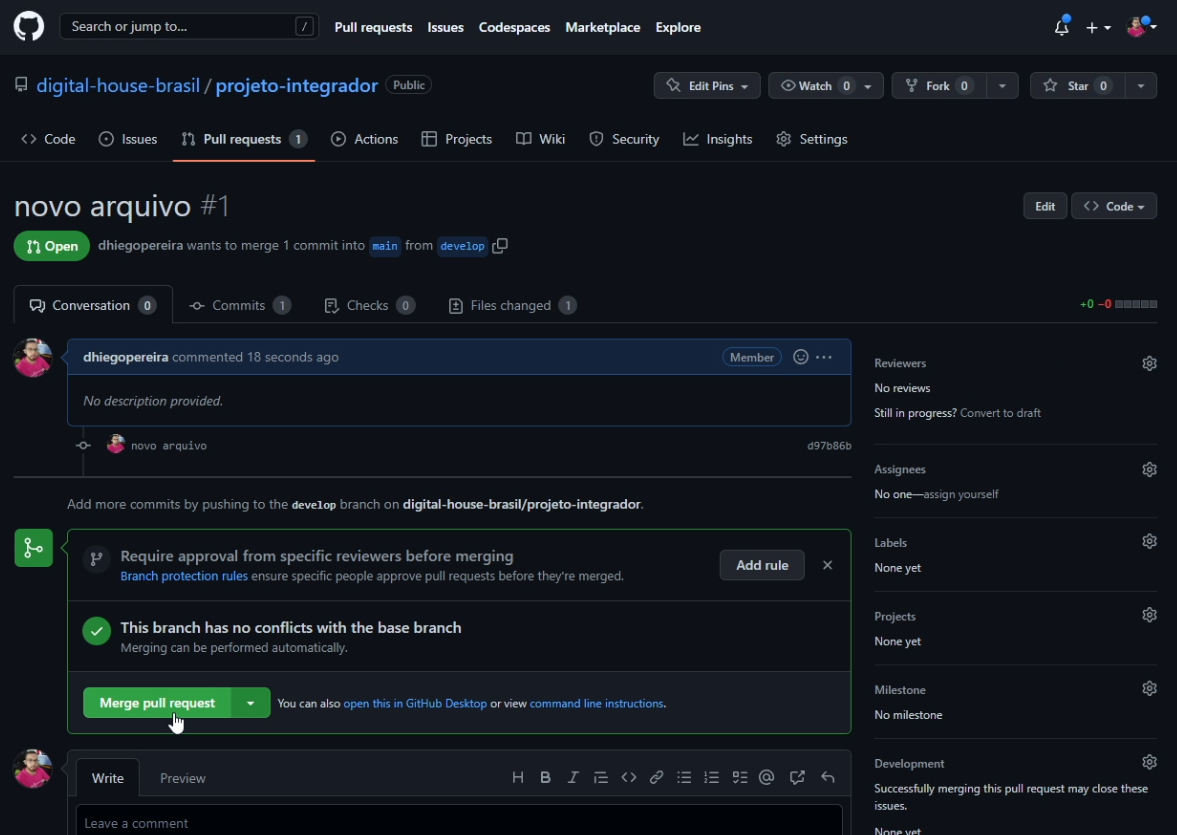 Search or jump to... /
Pull requests Issues Codespaces Marketplace Explore
digital-house-brasil / projeto-integrador Public
Edit Pins Watch 0 Fork 0 Star 0
Code Issues Pull requests 1 Actions Projects Wiki Security Insights Settings
novo arquivo #1
Edit Code
Open dhiegopereira wants to merge 1 commit into main from develop
Conversation 0 Commits 1 Checks 0 Files changed 1
+0 −0
dhiegopereira commented 18 seconds ago Member
No description provided.
novo arquivo d97b86b
Add more commits by pushing to the develop branch on digital-house-brasil/projeto-integrador.
Require approval from specific reviewers before merging
Branch protection rules ensure specific people approve pull requests before they're merged.
Add rule
This branch has no conflicts with the base branch
Merging can be performed automatically.
Merge pull request You can also open this in GitHub Desktop or view command line instructions.
Write Preview
Leave a comment
Reviewers
No reviews
Still in progress? Convert to draft
Assignees
No one—assign yourself
Labels
None yet
Projects
None yet
Milestone
No milestone
Development
Successfully merging this pull request may close these
issues.
None yet